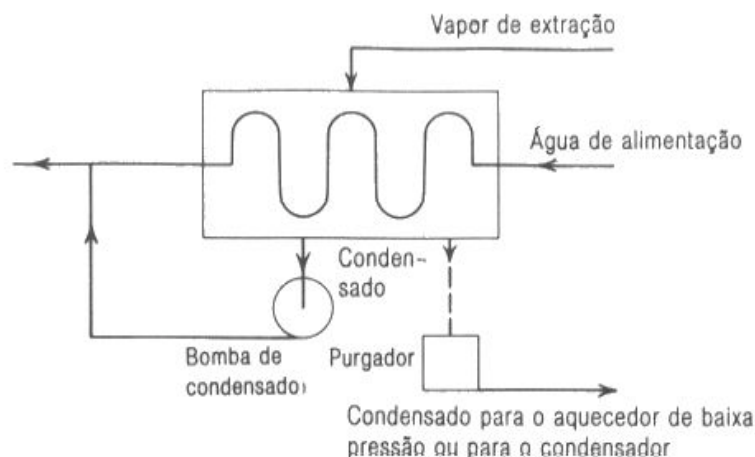 Vapor de extração
Água de alimentação
Conden-
sado
Bomba de
condensado
Purgador
Condensado para o aquecedor de baixa
pressão ou para o condensador